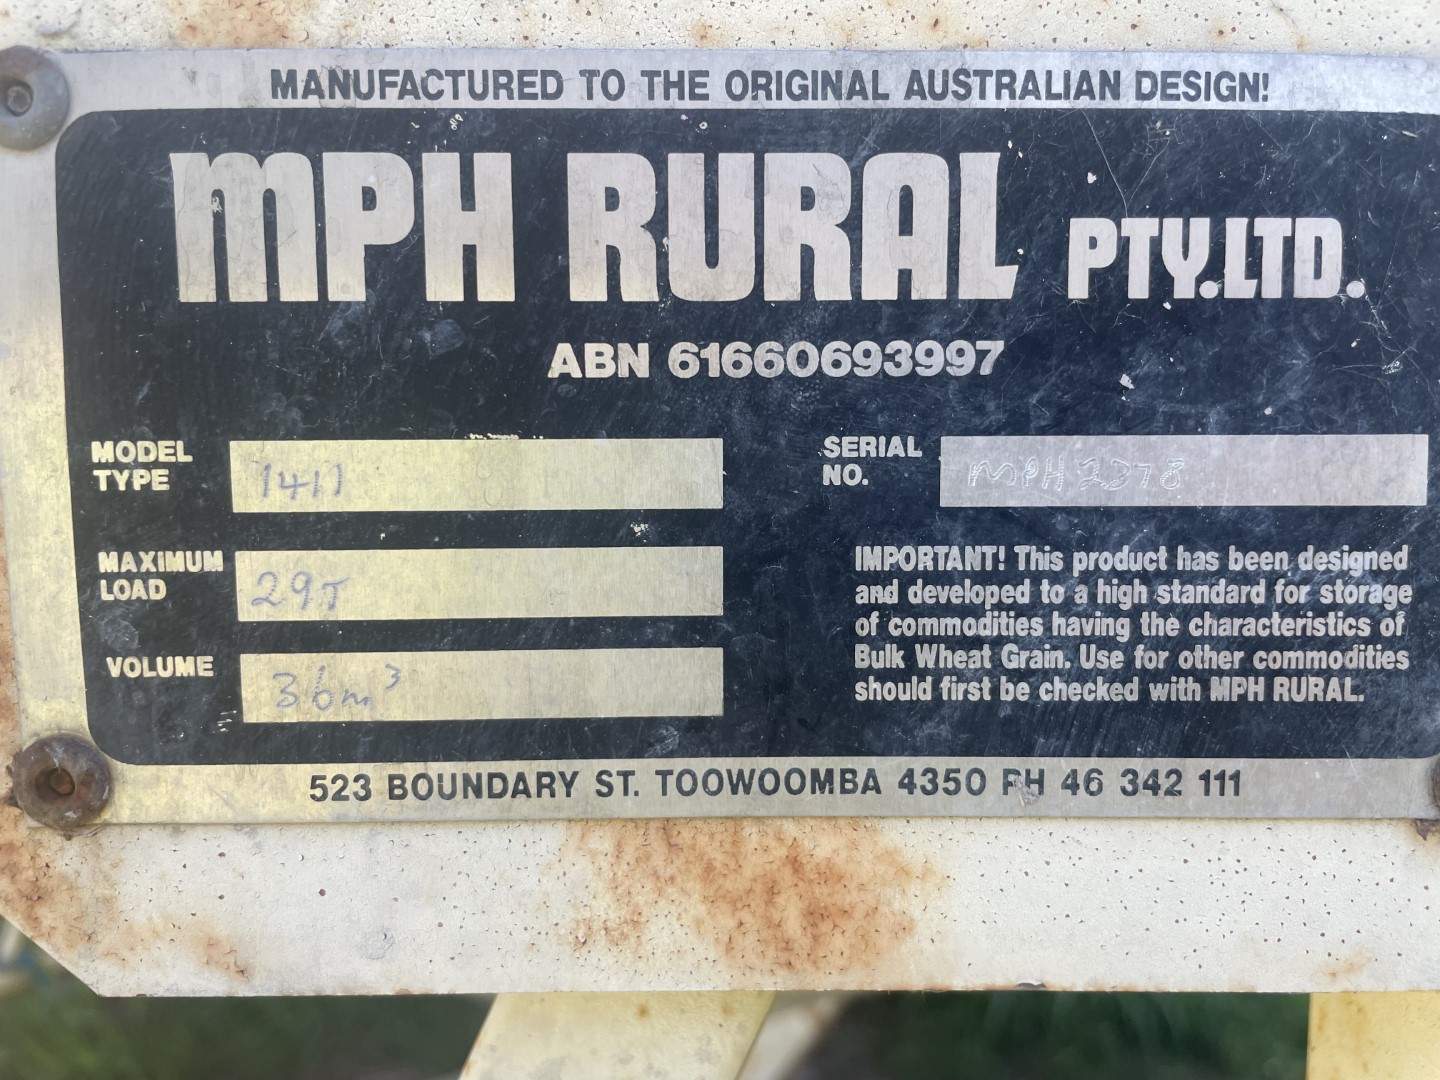 MANUFACTURED TO THE ORIGINAL AUSTRALIAN DESIGN!
MPH RURAL PTY.LTD.
ABN 61660693997
MODEL TYPE 1411
SERIAL NO. MPH2378
MAXIMUM LOAD 29T
VOLUME 36m³
IMPORTANT! This product has been designed
and developed to a high standard for storage
of commodities having the characteristics of
Bulk Wheat Grain. Use for other commodities
should first be checked with MPH RURAL.
523 BOUNDARY ST. TOOWOOMBA 4350 PH 46 342 111